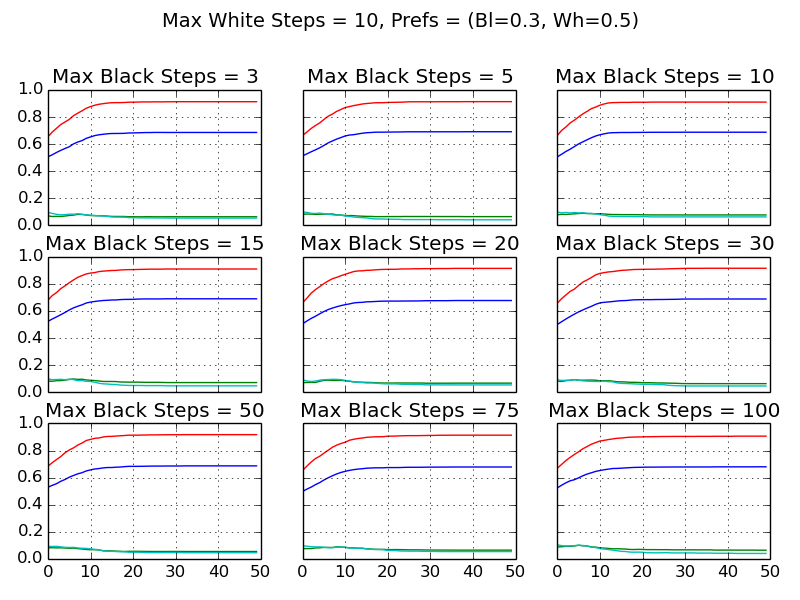 Max White Steps = 10, Prefs = (Bl=0.3, Wh=0.5)
Max Black Steps = 3
Max Black Steps = 5
Max Black Steps = 10
1.0
0.8
0.6
0.4
0.2
0.0
Max Black Steps = 15
Max Black Steps = 20
Max Black Steps = 30
1.0
0.8
0.6
0.4
0.2
0.0
Max Black Steps = 50
Max Black Steps = 75
Max Black Steps = 100
1.0
0.8
0.6
0.4
0.2
0.0
0 10 20 30 40 50
0 10 20 30 40 50
0 10 20 30 40 50